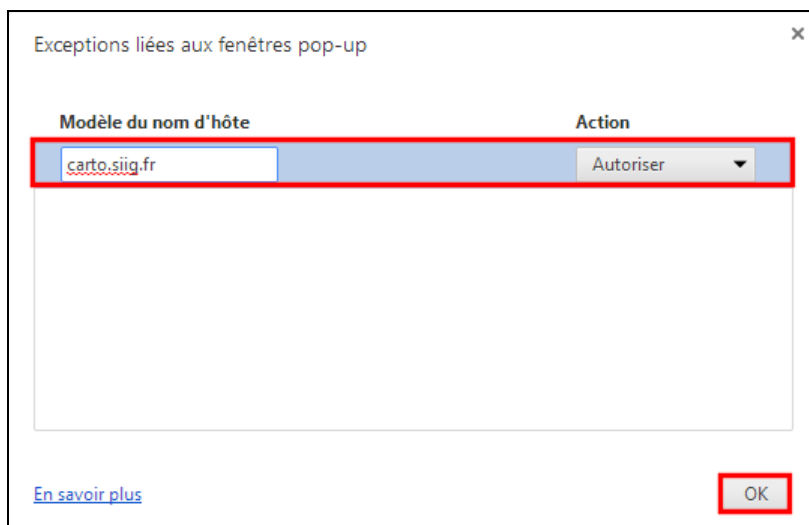 Exceptions liées aux fenêtres pop-up
Modèle du nom d'hôte Action
carto.siig.fr Autoriser
En savoir plus OK